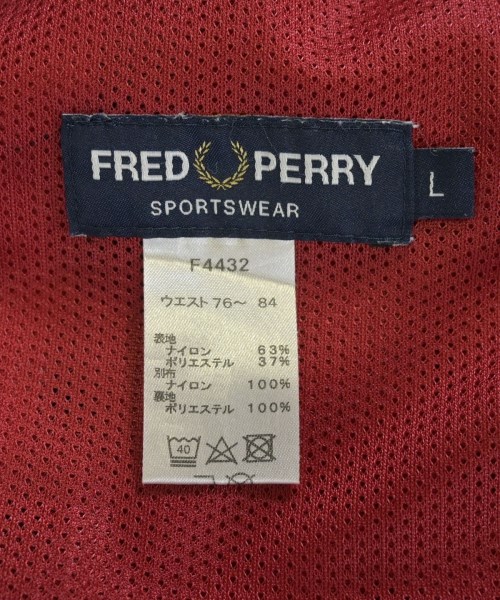 FRED PERRY
SPORTSWEAR
L
F4432
ウエスト76〜 84
表地
ナイロン 63%
ポリエステル 37%
別布
ナイロン 100%
裏地
ポリエステル 100%
40